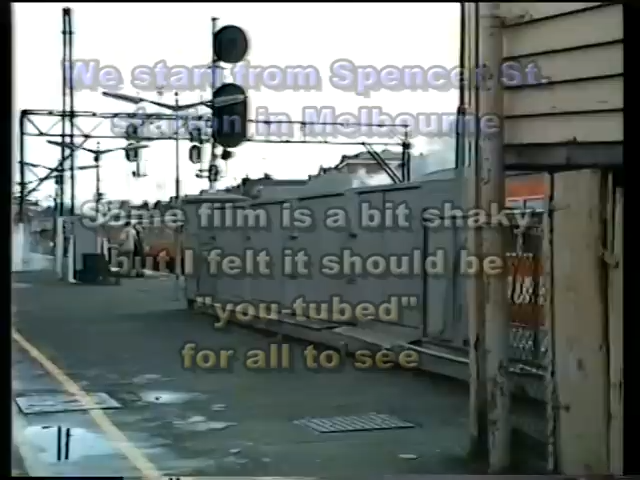 We start from Spencer St.
station in Melbourne
Some film is a bit shaky
but I felt it should be
"you-tubed"
for all to see